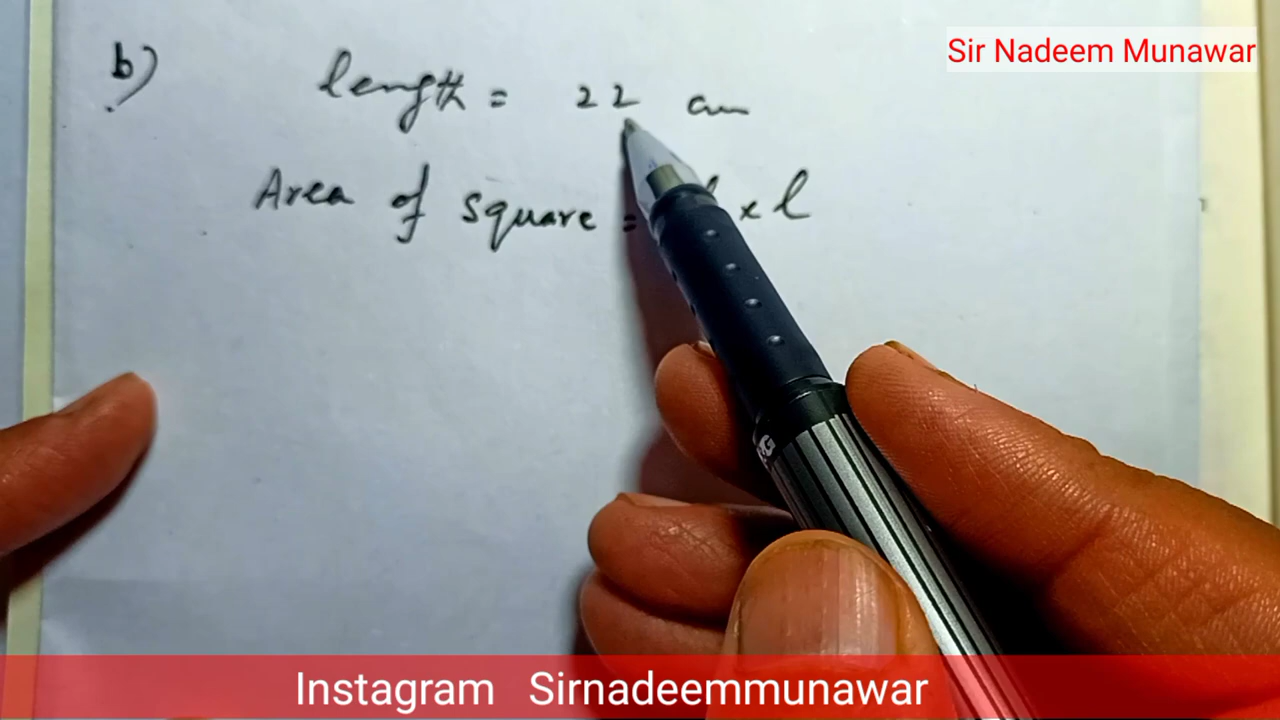 Sir Nadeem Munawar
b) length = 22 cm
Area of square = l × l
Instagram Sirnadeemmunawar